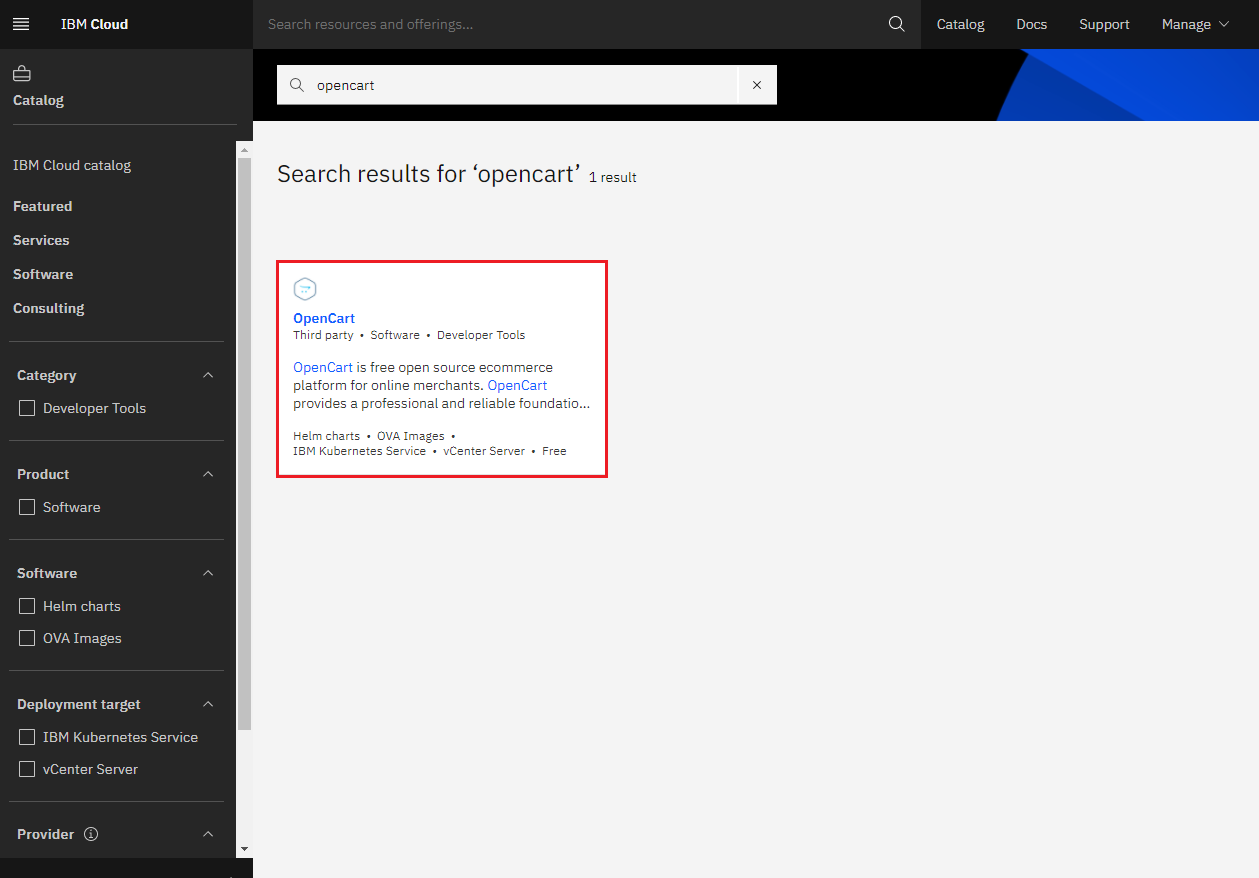 IBM Cloud
Search resources and offerings...
Catalog
Docs
Support
Manage
Catalog
IBM Cloud catalog
Featured
Services
Software
Consulting
Category
Developer Tools
Product
Software
Software
Helm charts
OVA Images
Deployment target
IBM Kubernetes Service
vCenter Server
Provider
opencart
Search results for ‘opencart’ 1 result
OpenCart
Third party • Software • Developer Tools
OpenCart is free open source ecommerce
platform for online merchants. OpenCart
provides a professional and reliable foundatio...
Helm charts • OVA Images •
IBM Kubernetes Service • vCenter Server • Free